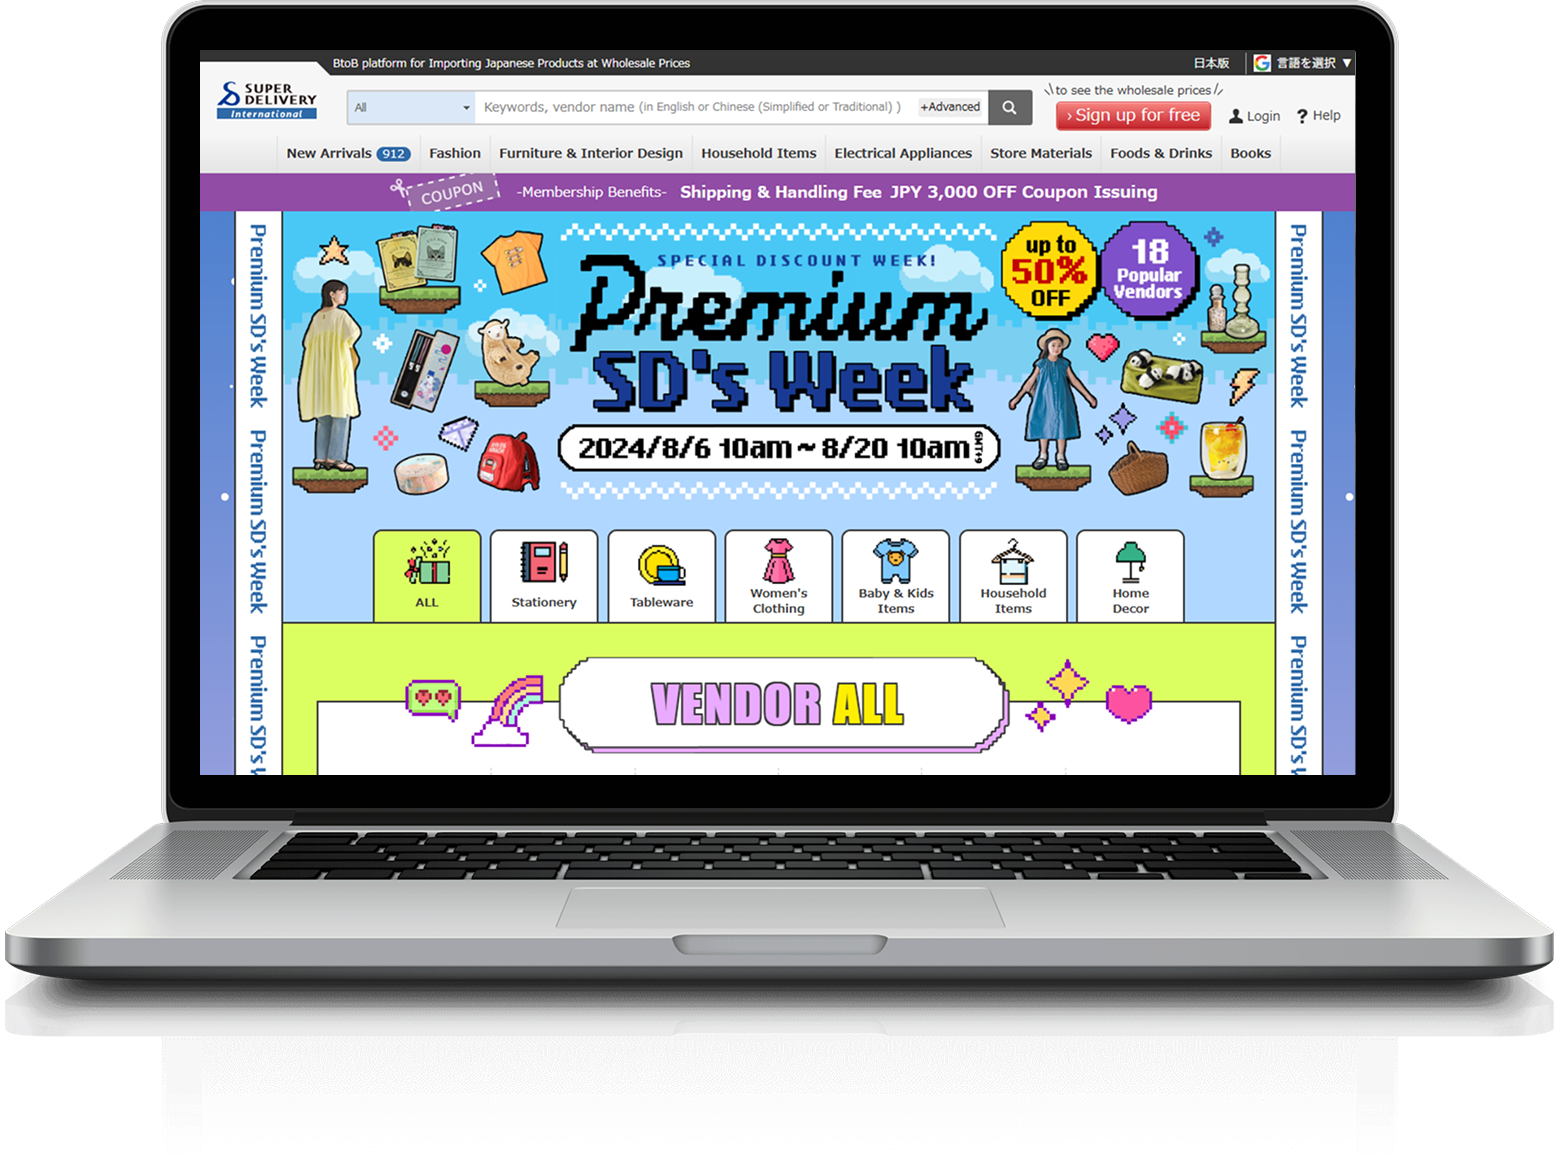 BtoB platform for Importing Japanese Products at Wholesale Prices
日本版
言語を選択 ▼
SUPER
DELIVERY
International
All
Keywords, vendor name (in English or Chinese (Simplified or Traditional) )
+Advanced
\\ to see the wholesale prices //
› Sign up for free
Login
? Help
New Arrivals 912
Fashion
Furniture & Interior Design
Household Items
Electrical Appliances
Store Materials
Foods & Drinks
Books
COUPON
-Membership Benefits- Shipping & Handling Fee JPY 3,000 OFF Coupon Issuing
Premium SD's Week Premium SD's Week Premium SD's W
SPECIAL DISCOUNT WEEK!
Premium
SD's Week
2024/8/6 10am ~ 8/20 10am GMT+9
up to
50%
OFF
18
Popular
Vendors
Premium SD's Week Premium SD's Week Premium SD's W
ALL
Stationery
Tableware
Women's
Clothing
Baby & Kids
Items
Household
Items
Home
Decor
VENDOR ALL